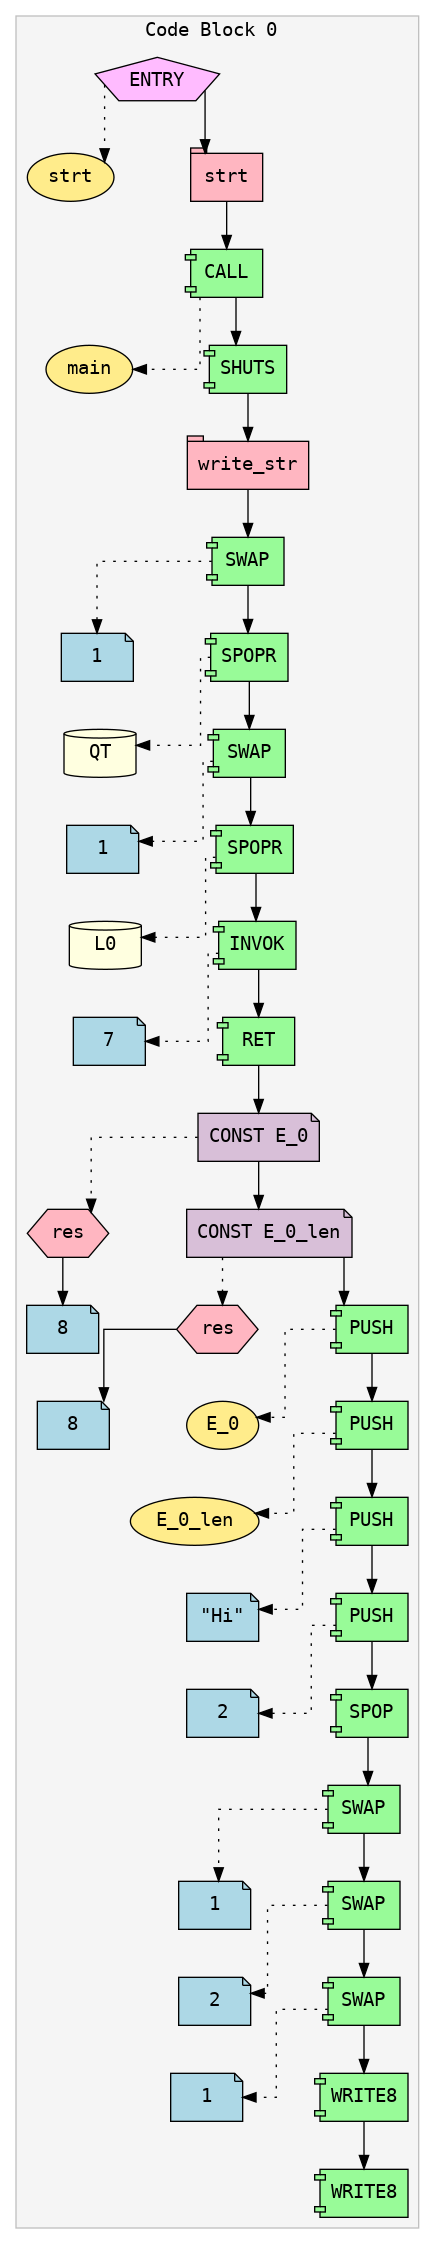 Code Block 0
ENTRY
strt
strt
CALL
main
SHUTS
write_str
SWAP
1
SPOPR
QT
SWAP
1
SPOPR
L0
INVOK
7
RET
CONST E_0
res
CONST E_0_len
8
res
PUSH
8
E_0
PUSH
E_0_len
PUSH
"Hi"
PUSH
2
SPOP
SWAP
1
SWAP
2
SWAP
1
WRITE8
WRITE8